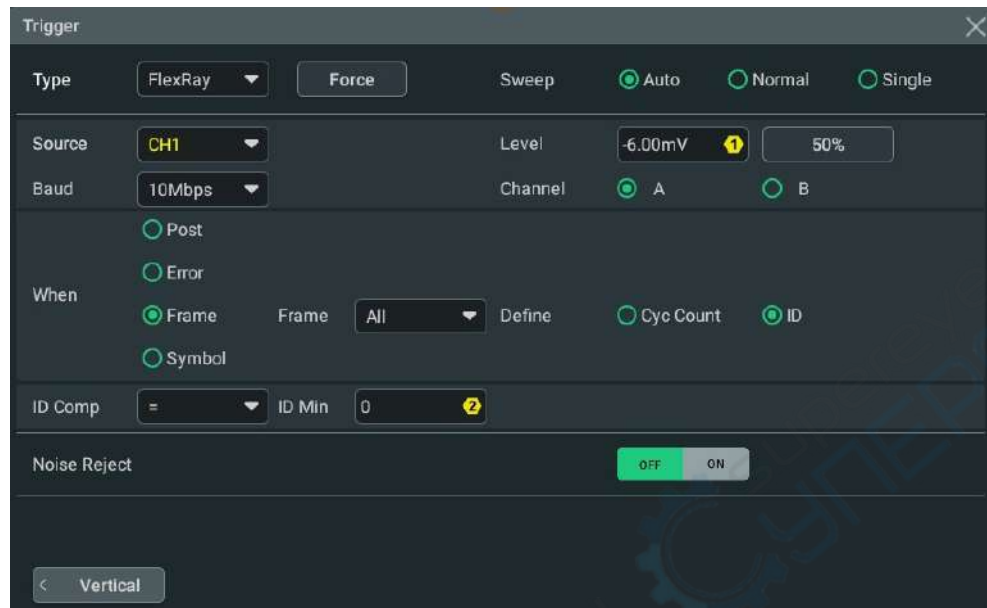 Trigger
Type FlexRay Force Sweep Auto Normal Single
Source CH1 Level -6.00mV 1 50%
Baud 10Mbps Channel A B
Post
Error
When
Frame Frame All Define Cyc Count ID
Symbol
ID Comp = ID Min 0 2
Noise Reject OFF ON
< Vertical